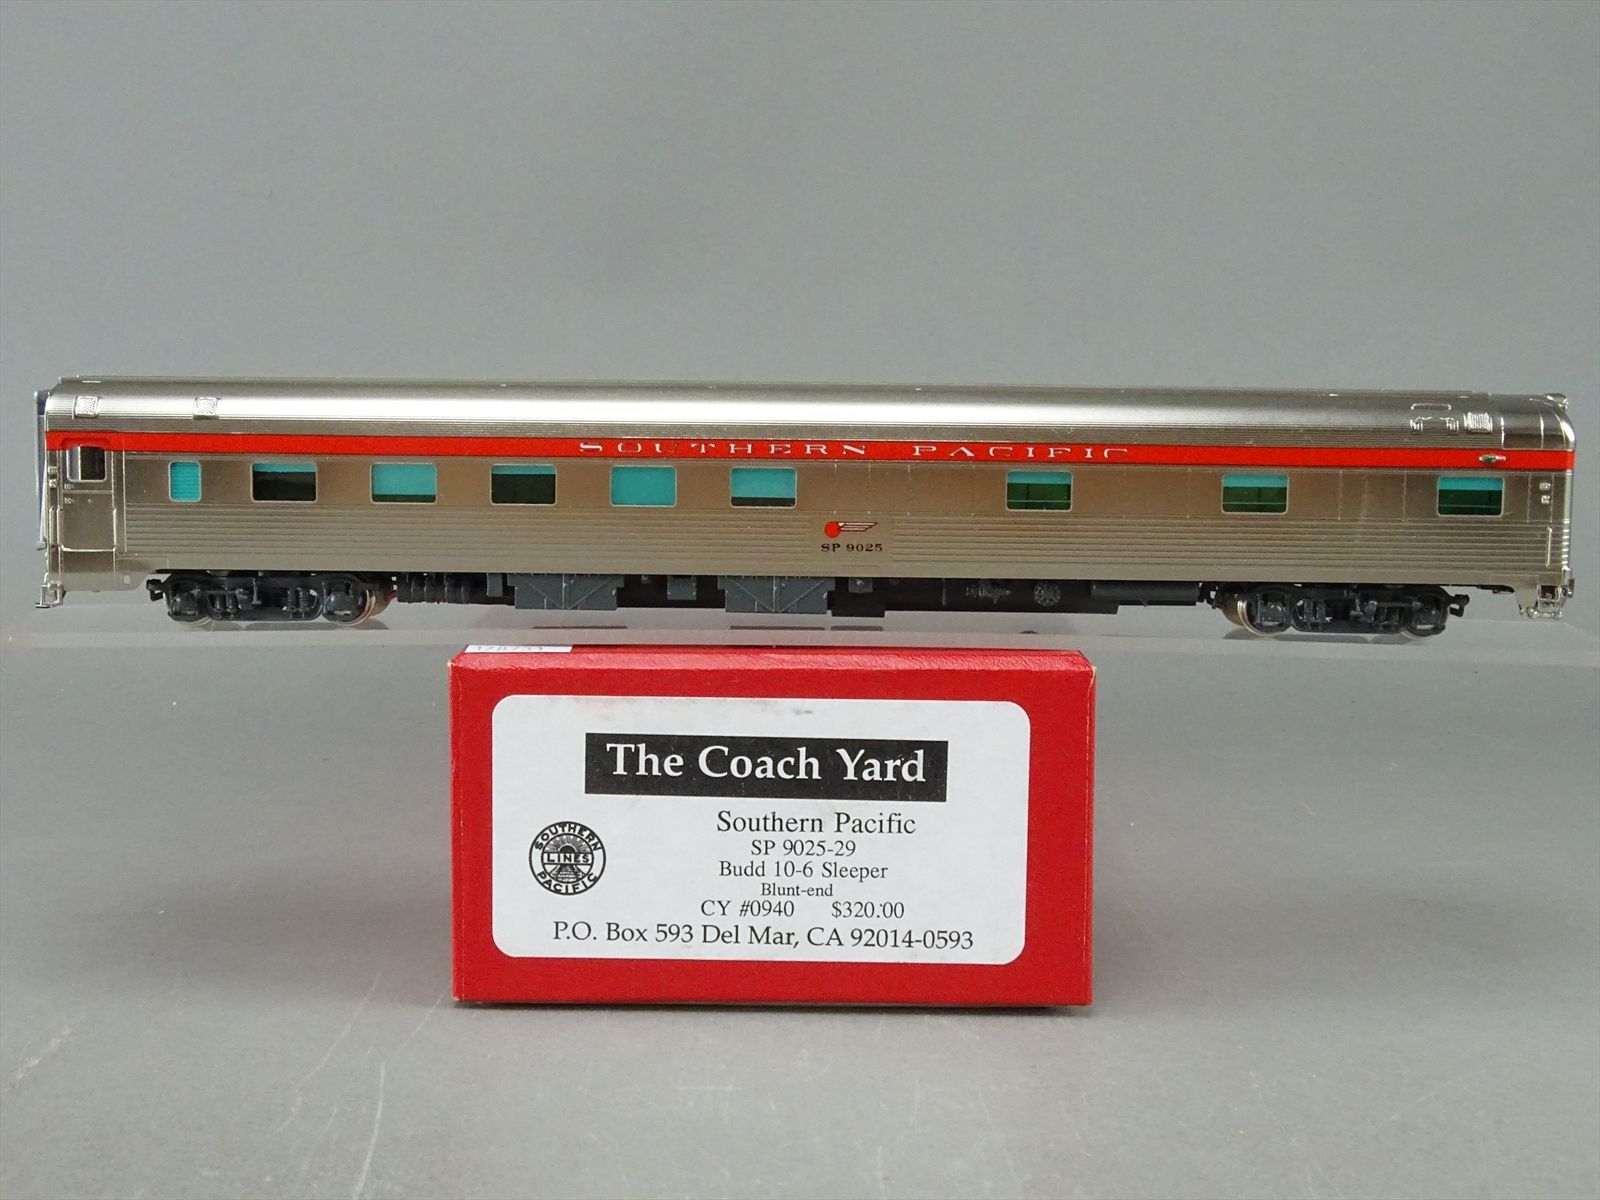 SOUTHERN PACIFIC
SP 9025
The Coach Yard
Southern Pacific
SP 9025-29
Budd 10-6 Sleeper
Blunt-end
CY #0940 $320.00
P.O. Box 593 Del Mar, CA 92014-0593
SOUTHERN
LINES
PACIFIC